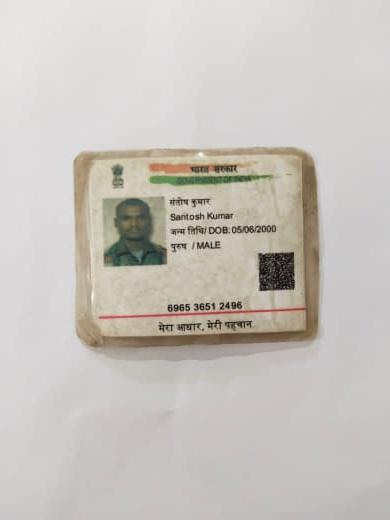 भारत सरकार
GOVERNMENT OF INDIA
संतोष कुमार
Santosh Kumar
जन्म तिथि/ DOB: 05/06/2000
पुरुष / MALE
6965 3651 2496
मेरा आधार, मेरी पहचान